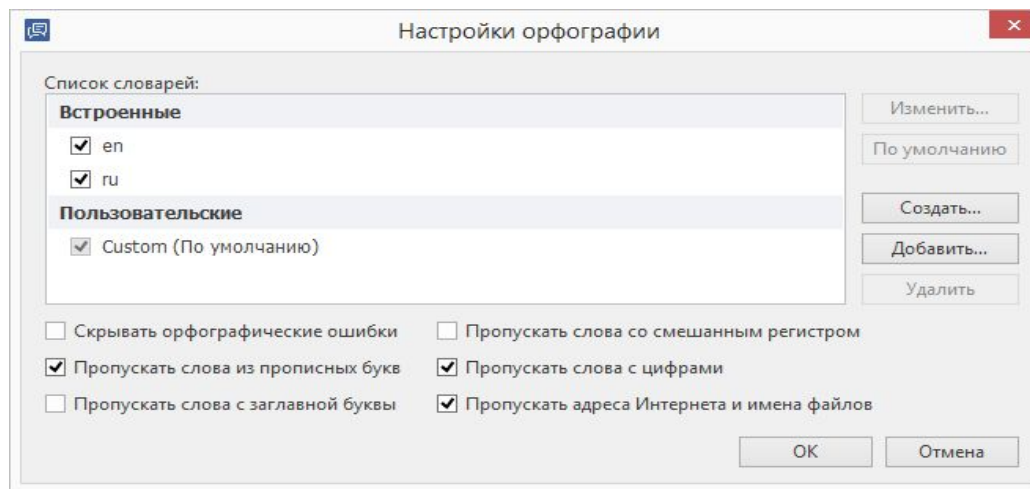 Настройки орфографии
Список словарей:
Встроенные
en
ru
Пользовательские
Custom (По умолчанию)
Изменить...
По умолчанию
Создать...
Добавить...
Удалить
Скрывать орфографические ошибки
Пропускать слова со смешанным регистром
Пропускать слова из прописных букв
Пропускать слова с цифрами
Пропускать слова с заглавной буквы
Пропускать адреса Интернета и имена файлов
ОК
Отмена